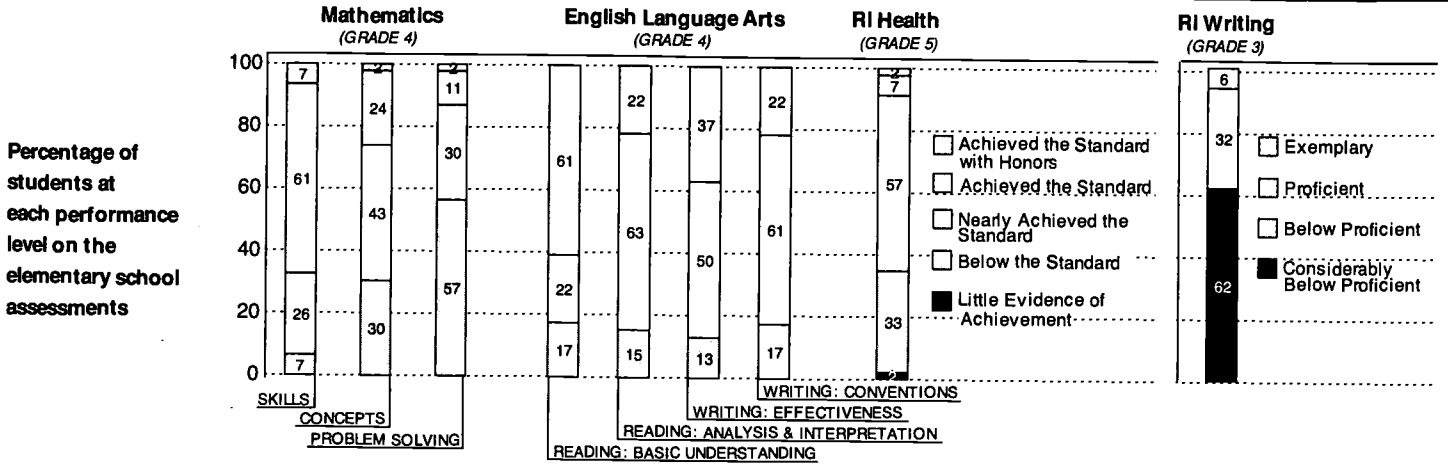 Mathematics
(GRADE 4)
English Language Arts
(GRADE 4)
RI Health
(GRADE 5)
RI Writing
(GRADE 3)
Percentage of
students at
each performance
level on the
elementary school
assessments
100
80
60
40
20
0
7
61
26
7
2
24
43
30
2
11
30
57
61
22
17
22
63
15
37
50
13
22
61
17
2
7
57
33
2
Achieved the Standard
with Honors
Achieved the Standard
Nearly Achieved the
Standard
Below the Standard
Little Evidence of
Achievement
6
32
62
Exemplary
Proficient
Below Proficient
Considerably
Below Proficient
SKILLS
CONCEPTS
PROBLEM SOLVING
WRITING: CONVENTIONS
WRITING: EFFECTIVENESS
READING: ANALYSIS & INTERPRETATION
READING: BASIC UNDERSTANDING